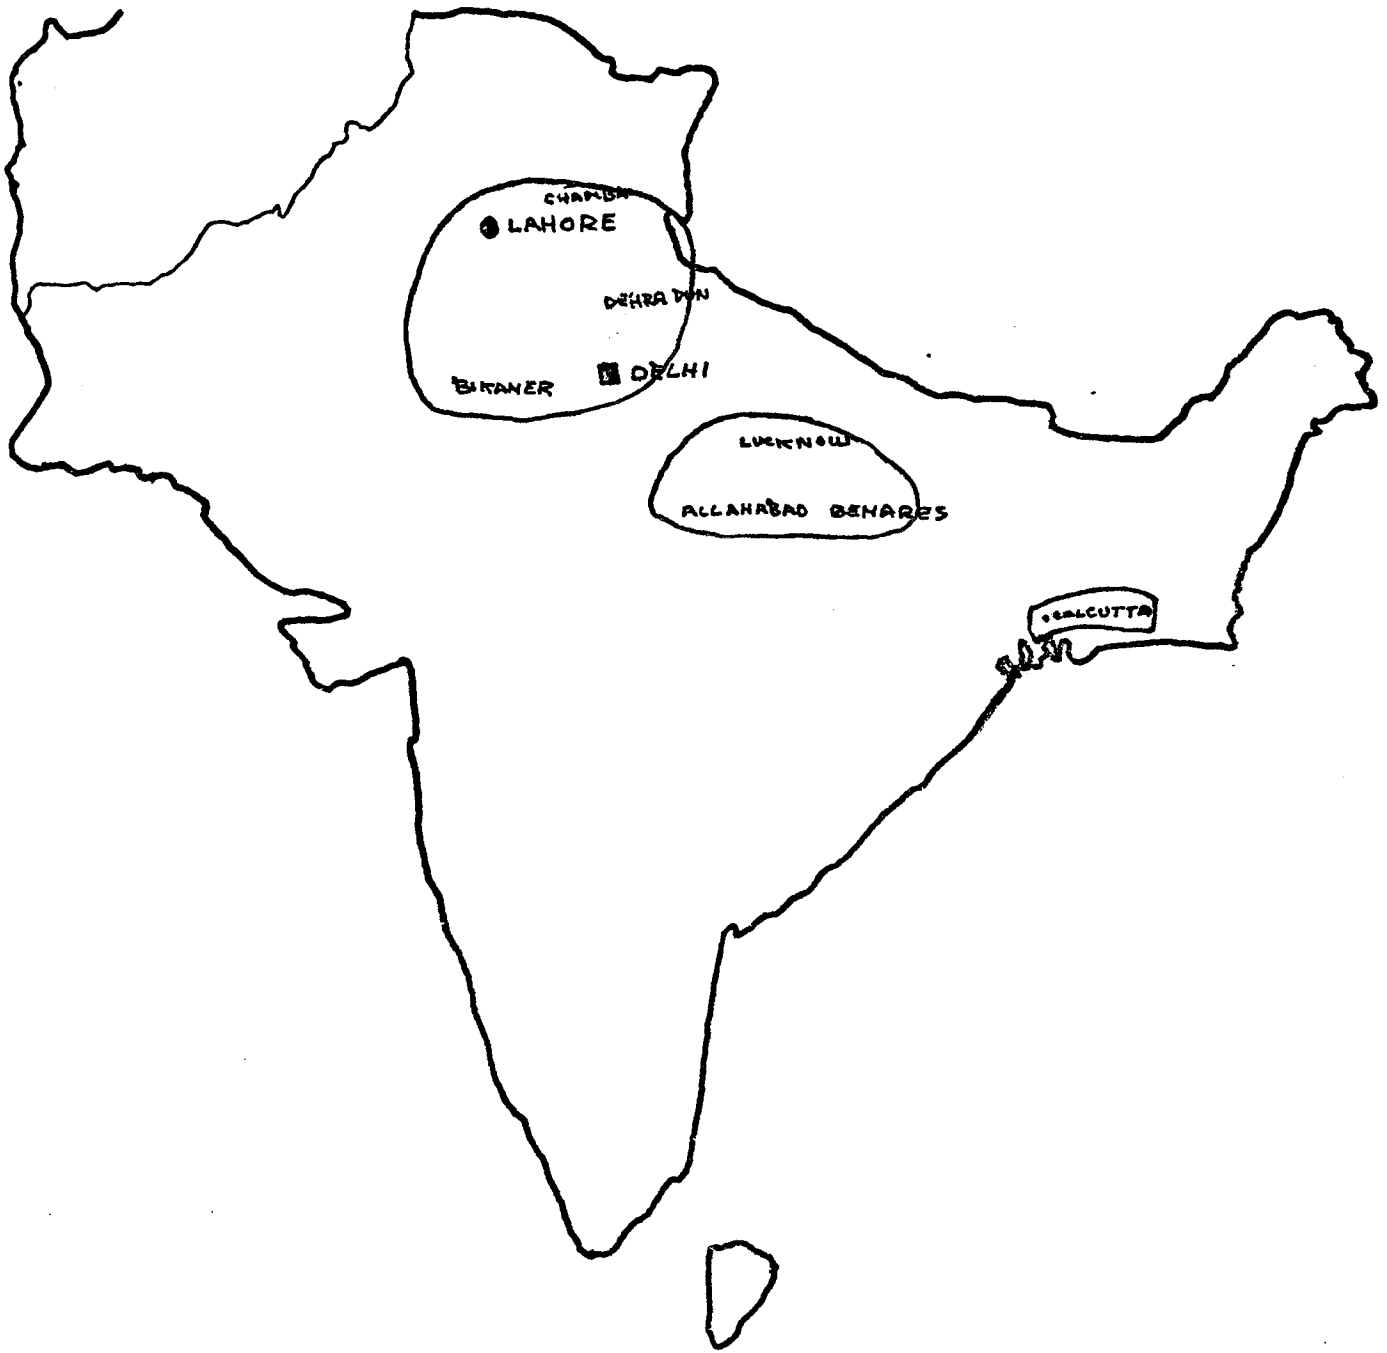 CHAMBA
LAHORE
DEHRA DUN
DELHI
BIKANER
LUCKNOW
ALLAHABAD BENARES
CALCUTTA